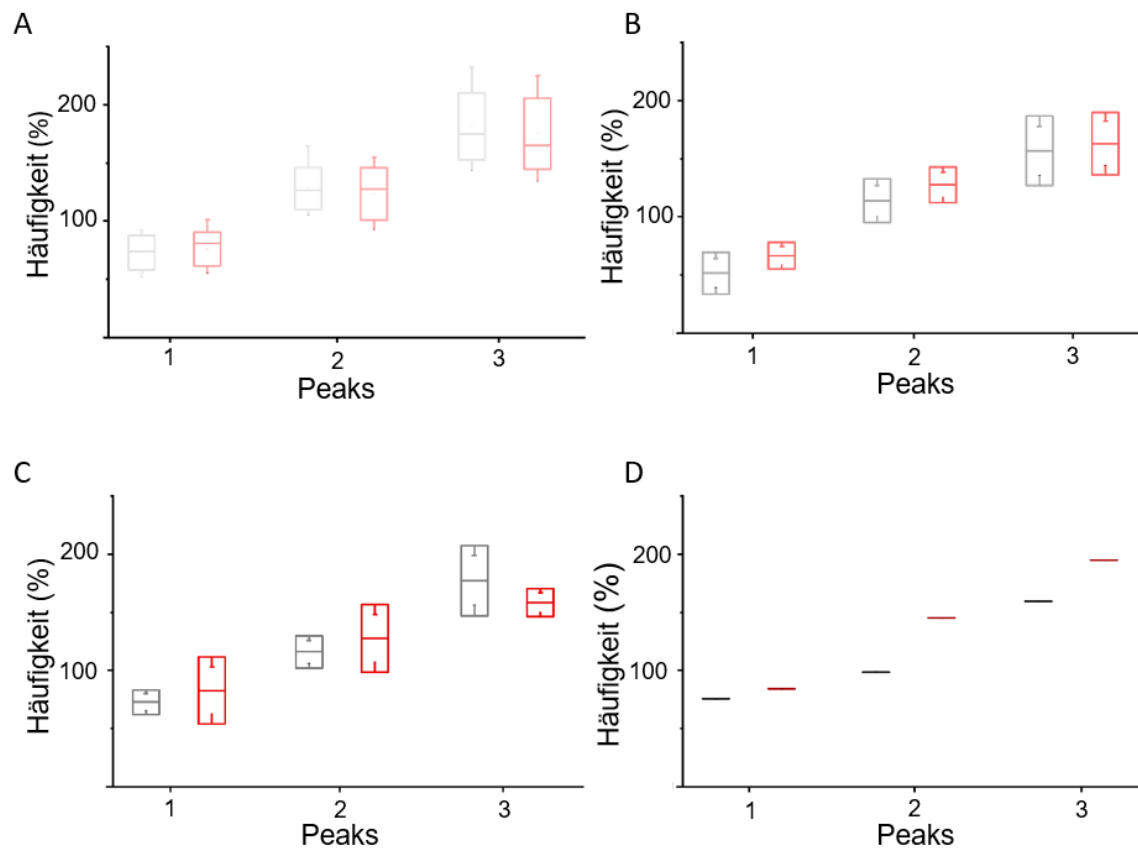 A
Häufigkeit (%)
200
100
1 2 3
Peaks
B
Häufigkeit (%)
200
100
1 2 3
Peaks
C
Häufigkeit (%)
200
100
1 2 3
Peaks
D
Häufigkeit (%)
200
100
1 2 3
Peaks